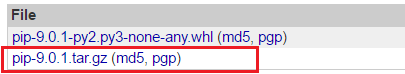 File
pip-9.0.1-py2.py3-none-any.whl (md5, pgp)
pip-9.0.1.tar.gz (md5, pgp)